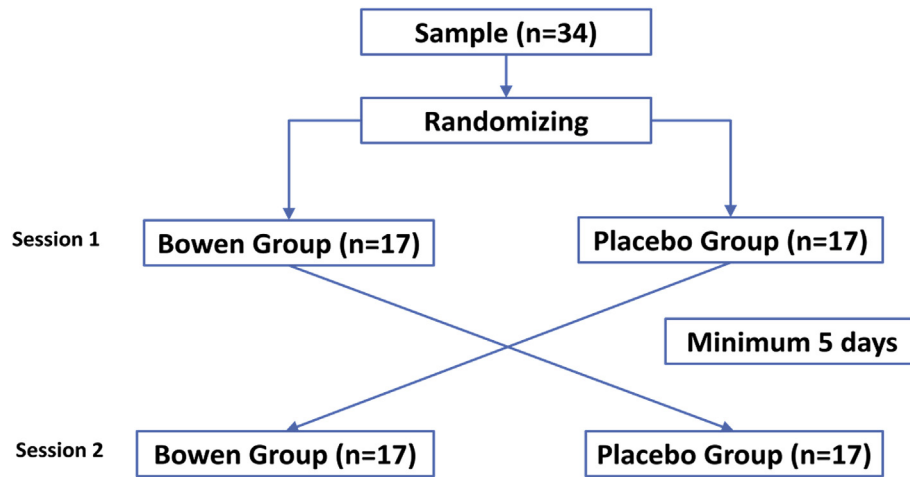 Sample (n=34)
Randomizing
Session 1
Bowen Group (n=17)
Placebo Group (n=17)
Minimum 5 days
Session 2
Bowen Group (n=17)
Placebo Group (n=17)